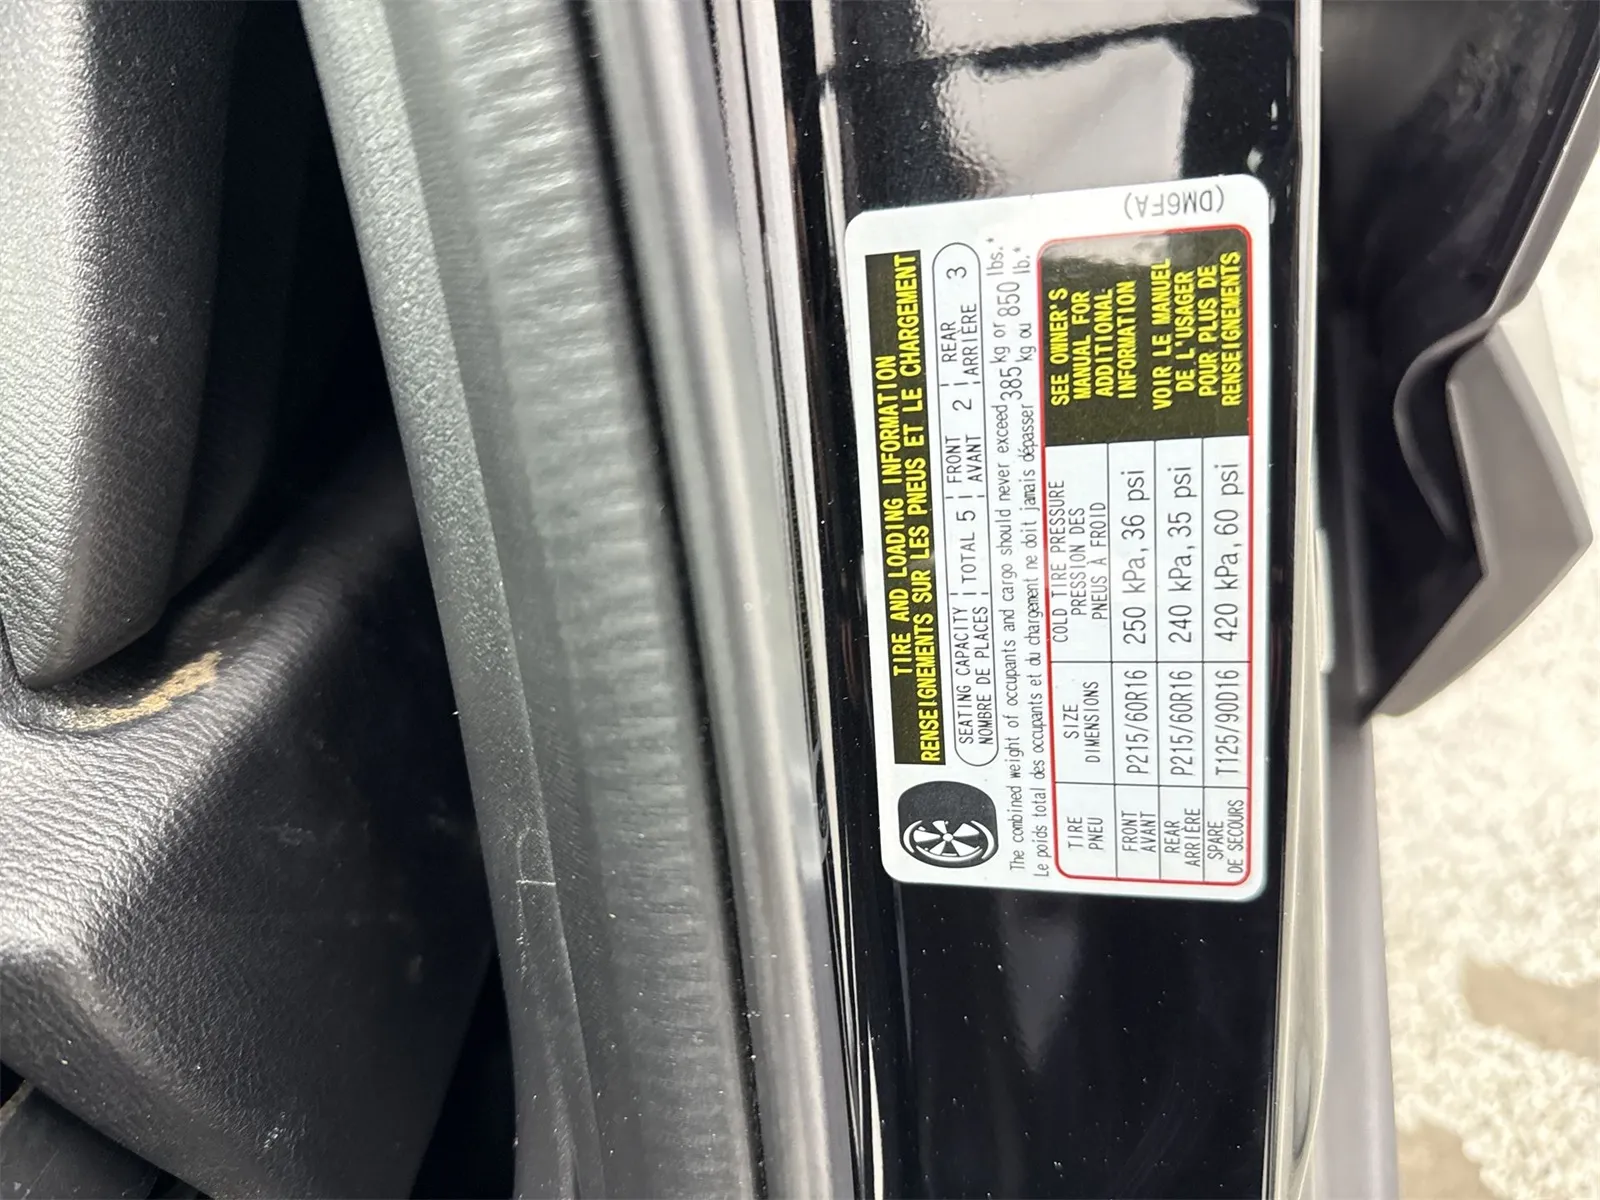 TIRE AND LOADING INFORMATION
RENSEIGNEMENTS SUR LES PNEUS ET LE CHARGEMENT
SEATING CAPACITY | TOTAL 5 | FRONT 2 | REAR 3
NOMBRE DE PLACES | AVANT | ARRIÈRE
The combined weight of occupants and cargo should never exceed 385 kg or 850 lbs.*
Le poids total des occupants et du chargement ne doit jamais dépasser kg ou lb.*
TIRE SIZE COLD TIRE PRESSURE
PNEU DIMENSIONS PRESSION DES
PNEUS À FROID
FRONT
AVANT P215/60R16 250 kPa, 36 psi
REAR
ARRIÈRE P215/60R16 240 kPa, 35 psi
SPARE
DE SECOURS T125/90D16 420 kPa, 60 psi
SEE OWNER'S
MANUAL FOR
ADDITIONAL
INFORMATION
VOIR LE MANUEL
DE L'USAGER
POUR PLUS DE
RENSEIGNEMENTS
(DM6FA)